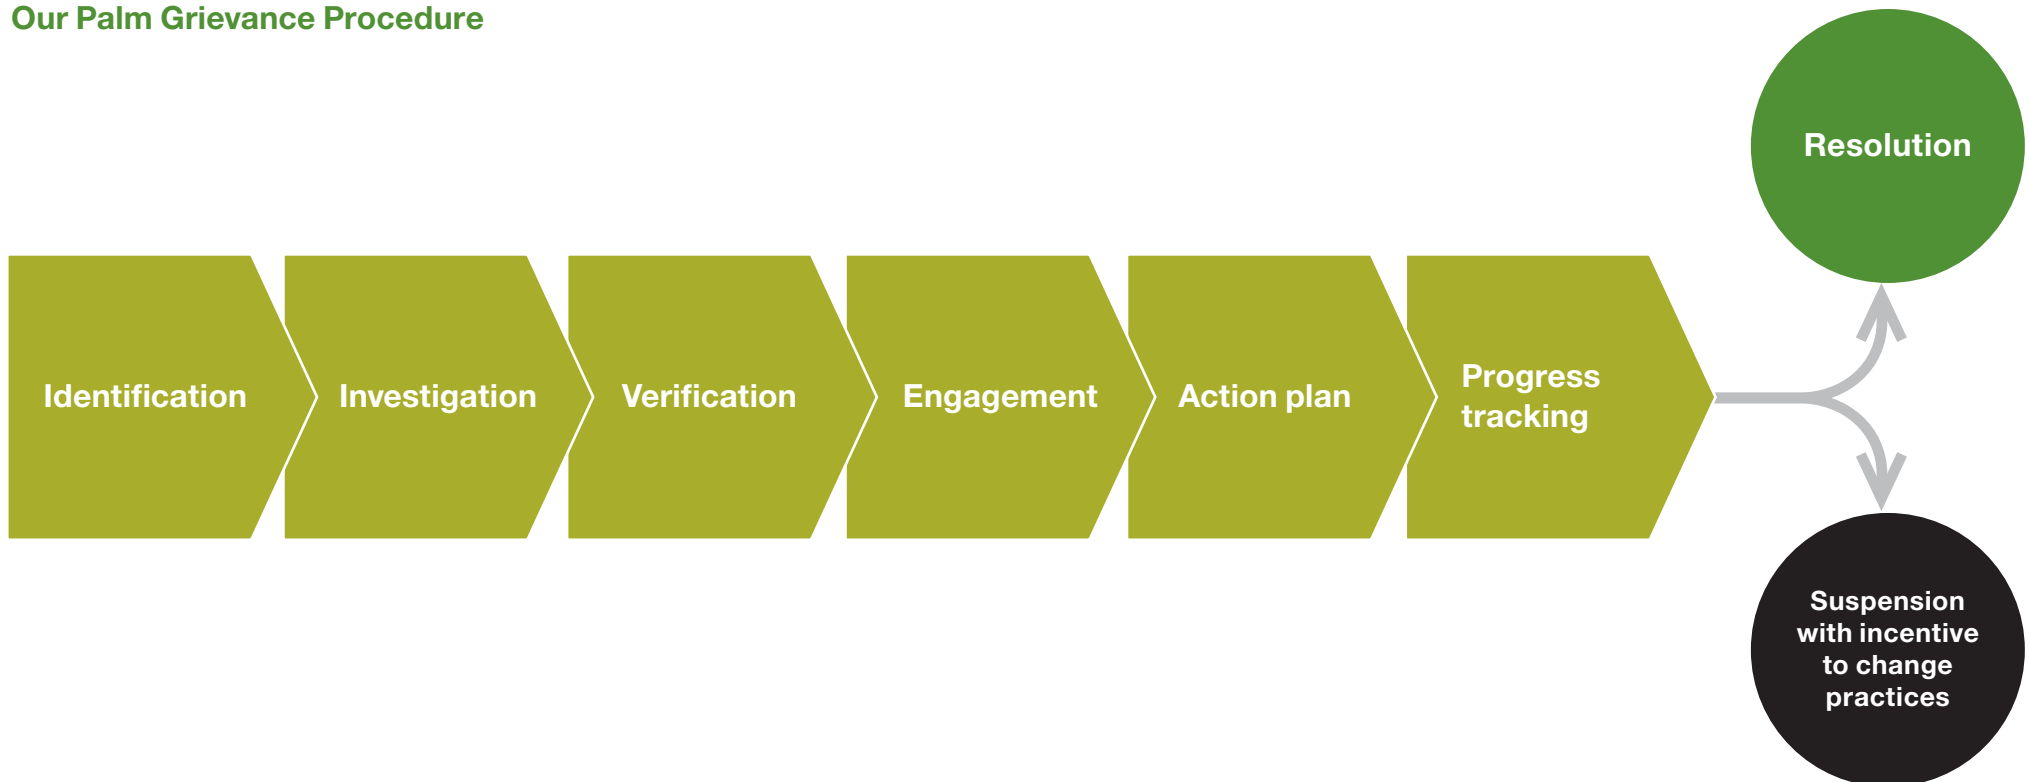 Our Palm Grievance Procedure
Identification
Investigation
Verification
Engagement
Action plan
Progress
tracking
Resolution
Suspension
with incentive
to change
practices